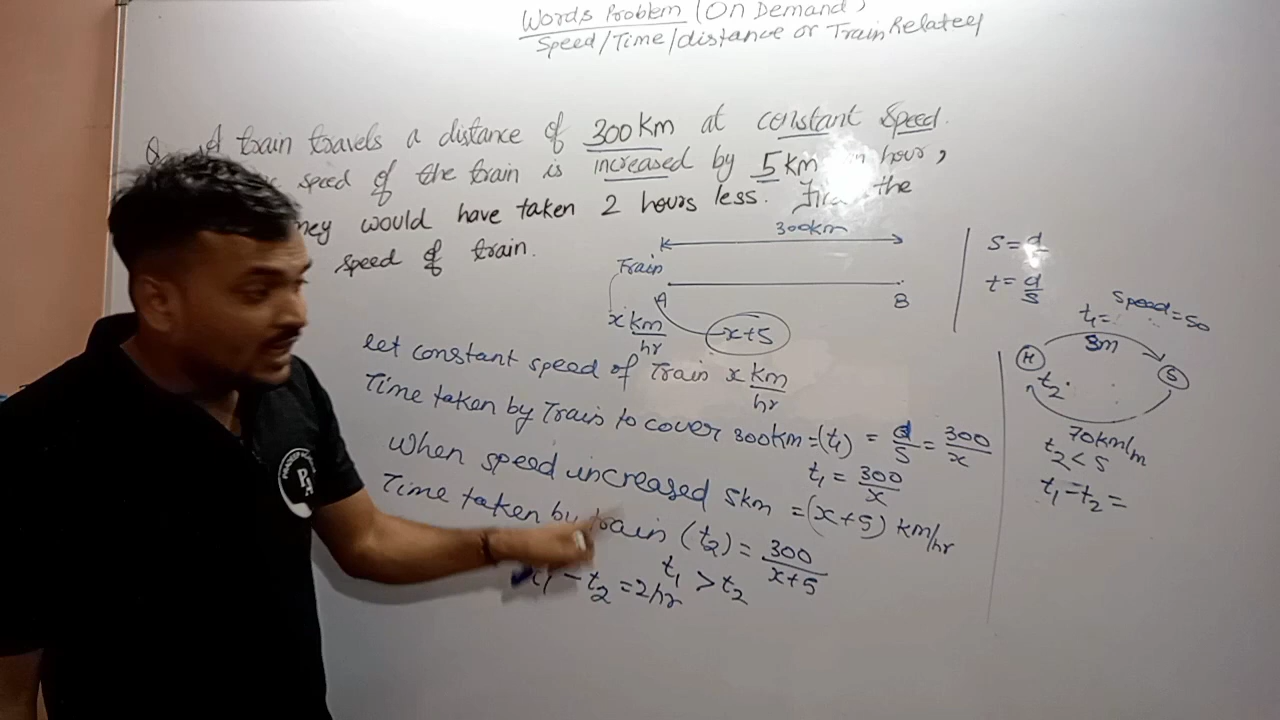 Words Problem (On Demand)
Speed/Time/distance or Train Related
Q. train travels a distance of 300 Km at constant speed.
speed of the train is increased by 5 Km hour,
would have taken 2 hours less. the
speed of train.
300km
Train
A
B
x km/hr
x+5
S = d
t = d/s
speed=50
t1=
3m
H
S
t2
70km/m
t2 < 5
t1 - t2 =
let constant speed of Train x km/hr
Time taken by Train to cover 300km = (t1) = d/s = 300/x
t1 = 300/x
When speed increased 5km = (x+5) km/hr
Time taken by train (t2) = 300/x+5
t1 - t2 = 2hr
t1 > t2
PA